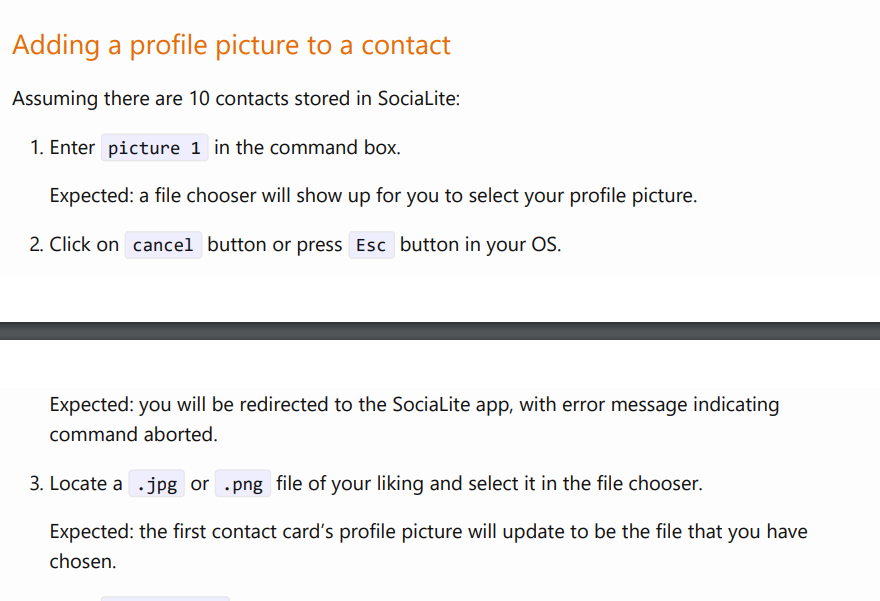 Adding a profile picture to a contact
Assuming there are 10 contacts stored in SociaLite:
1. Enter picture 1 in the command box.
Expected: a file chooser will show up for you to select your profile picture.
2. Click on cancel button or press Esc button in your OS.
Expected: you will be redirected to the SociaLite app, with error message indicating
command aborted.
3. Locate a .jpg or .png file of your liking and select it in the file chooser.
Expected: the first contact card's profile picture will update to be the file that you have
chosen.